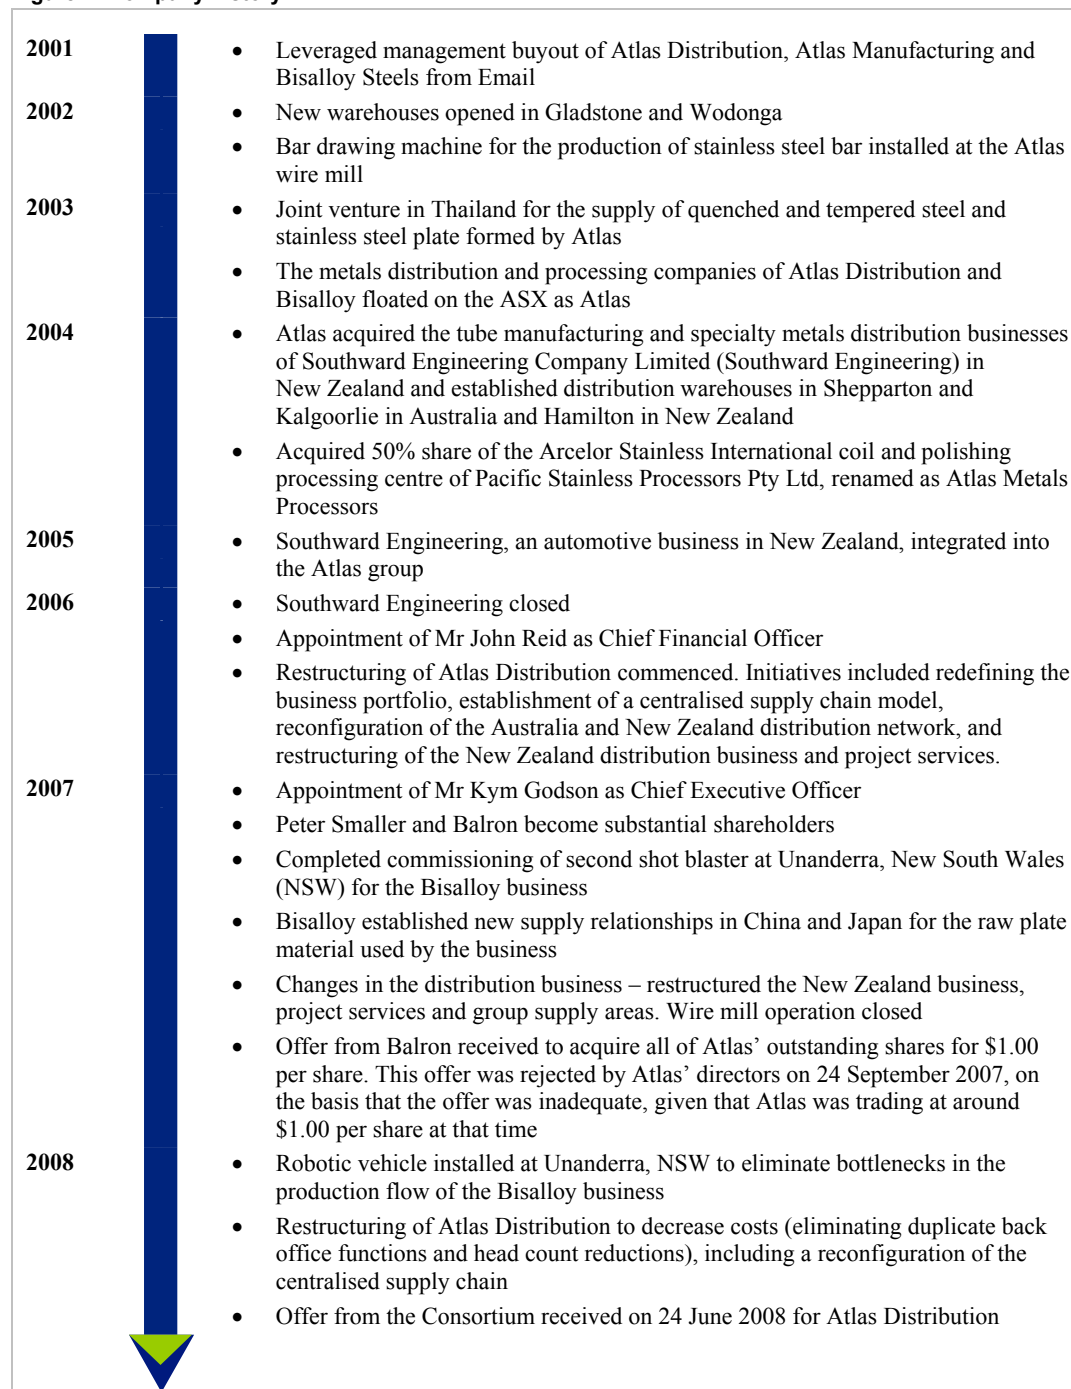 2001
• Leveraged management buyout of Atlas Distribution, Atlas Manufacturing and
Bisalloy Steels from Email
2002
• New warehouses opened in Gladstone and Wodonga
• Bar drawing machine for the production of stainless steel bar installed at the Atlas
wire mill
2003
• Joint venture in Thailand for the supply of quenched and tempered steel and
stainless steel plate formed by Atlas
• The metals distribution and processing companies of Atlas Distribution and
Bisalloy floated on the ASX as Atlas
2004
• Atlas acquired the tube manufacturing and specialty metals distribution businesses
of Southward Engineering Company Limited (Southward Engineering) in
New Zealand and established distribution warehouses in Shepparton and
Kalgoorlie in Australia and Hamilton in New Zealand
• Acquired 50% share of the Arcelor Stainless International coil and polishing
processing centre of Pacific Stainless Processors Pty Ltd, renamed as Atlas Metals
Processors
2005
• Southward Engineering, an automotive business in New Zealand, integrated into
the Atlas group
2006
• Southward Engineering closed
• Appointment of Mr John Reid as Chief Financial Officer
• Restructuring of Atlas Distribution commenced. Initiatives included redefining the
business portfolio, establishment of a centralised supply chain model,
reconfiguration of the Australia and New Zealand distribution network, and
restructuring of the New Zealand distribution business and project services.
2007
• Appointment of Mr Kym Godson as Chief Executive Officer
• Peter Smaller and Balron become substantial shareholders
• Completed commissioning of second shot blaster at Unanderra, New South Wales
(NSW) for the Bisalloy business
• Bisalloy established new supply relationships in China and Japan for the raw plate
material used by the business
• Changes in the distribution business – restructured the New Zealand business,
project services and group supply areas. Wire mill operation closed
• Offer from Balron received to acquire all of Atlas’ outstanding shares for $1.00
per share. This offer was rejected by Atlas’ directors on 24 September 2007, on
the basis that the offer was inadequate, given that Atlas was trading at around
$1.00 per share at that time
2008
• Robotic vehicle installed at Unanderra, NSW to eliminate bottlenecks in the
production flow of the Bisalloy business
• Restructuring of Atlas Distribution to decrease costs (eliminating duplicate back
office functions and head count reductions), including a reconfiguration of the
centralised supply chain
• Offer from the Consortium received on 24 June 2008 for Atlas Distribution